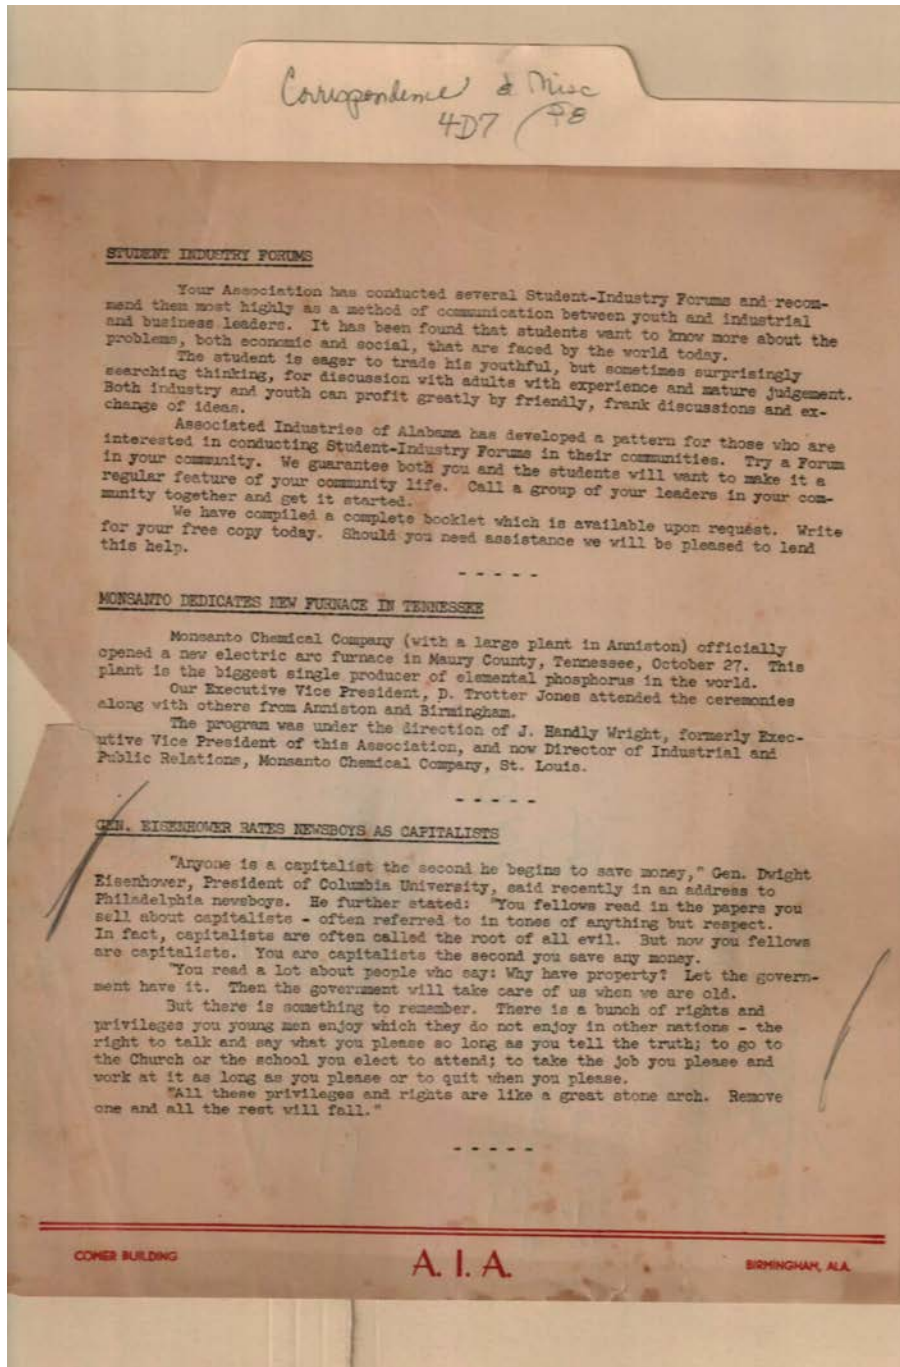 Correspondence & Misc
4D7
STUDENT INDUSTRY FORUMS
Your Association has conducted several Student-Industry Forums and recom-
mend them most highly as a method of communication between youth and industrial
and business leaders. It has been found that students want to know more about the
problems, both economic and social, that are faced by the world today.
The student is eager to trade his youthful, but sometimes surprisingly
searching thinking, for discussion with adults with experience and mature judgement.
Both industry and youth can profit greatly by friendly, frank discussions and ex-
change of ideas.
Associated Industries of Alabama has developed a pattern for those who are
interested in conducting Student-Industry Forums in their communities. Try a Forum
in your community. We guarantee both you and the students will want to make it a
regular feature of your community life. Call a group of your leaders in your com-
munity together and get it started.
We have compiled a complete booklet which is available upon request. Write
for your free copy today. Should you need assistance we will be pleased to lend
this help.
- - - - -
MONSANTO DEDICATES NEW FURNACE IN TENNESSEE
Monsanto Chemical Company (with a large plant in Anniston) officially
opened a new electric arc furnace in Maury County, Tennessee, October 27. This
plant is the biggest single producer of elemental phosphorus in the world.
Our Executive Vice President, D. Trotter Jones attended the ceremonies
along with others from Anniston and Birmingham.
The program was under the direction of J. Handly Wright, formerly Exec-
utive Vice President of this Association, and now Director of Industrial and
Public Relations, Monsanto Chemical Company, St. Louis.
- - - - -
GEN. EISENHOWER RATES NEWSBOYS AS CAPITALISTS
"Anyone is a capitalist the second he begins to save money," Gen. Dwight
Eisenhower, President of Columbia University, said recently in an address to
Philadelphia newsboys. He further stated: "You fellows read in the papers you
sell about capitalists - often referred to in tones of anything but respect.
In fact, capitalists are often called the root of all evil. But now you fellows
are capitalists. You are capitalists the second you save any money.
"You read a lot about people who say: Why have property? Let the govern-
ment have it. Then the government will take care of us when we are old.
But there is something to remember. There is a bunch of rights and
privileges you young men enjoy which they do not enjoy in other nations - the
right to talk and say what you please so long as you tell the truth; to go to
the Church or the school you elect to attend; to take the job you please and
work at it as long as you please or to quit when you please.
"All these privileges and rights are like a great stone arch. Remove
one and all the rest will fall."
- - - - -
COMER BUILDING
A. I. A.
BIRMINGHAM, ALA.